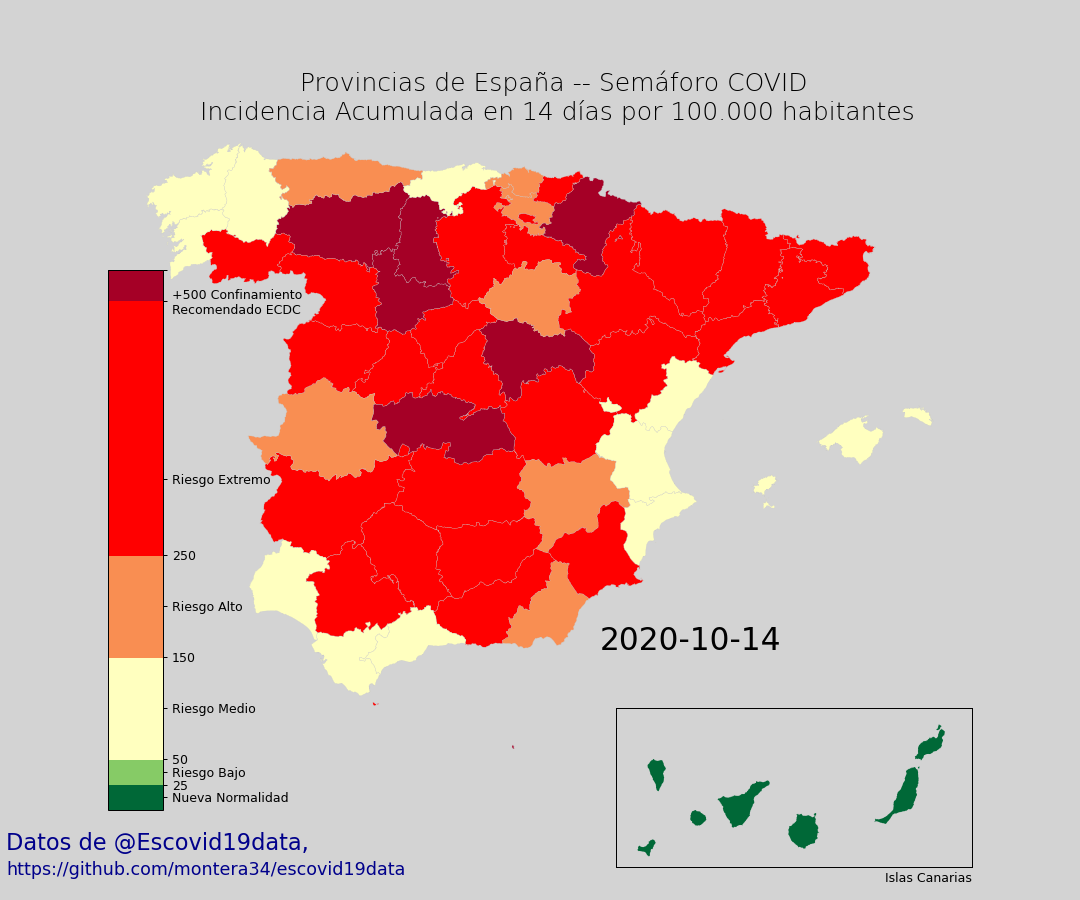 Provincias de España -- Semáforo COVID
Incidencia Acumulada en 14 días por 100.000 habitantes
+500 Confinamiento
Recomendado ECDC
Riesgo Extremo
250
Riesgo Alto
150
Riesgo Medio
50
Riesgo Bajo
25
Nueva Normalidad
2020-10-14
Datos de @Escovid19data,
https://github.com/montera34/escovid19data
Islas Canarias